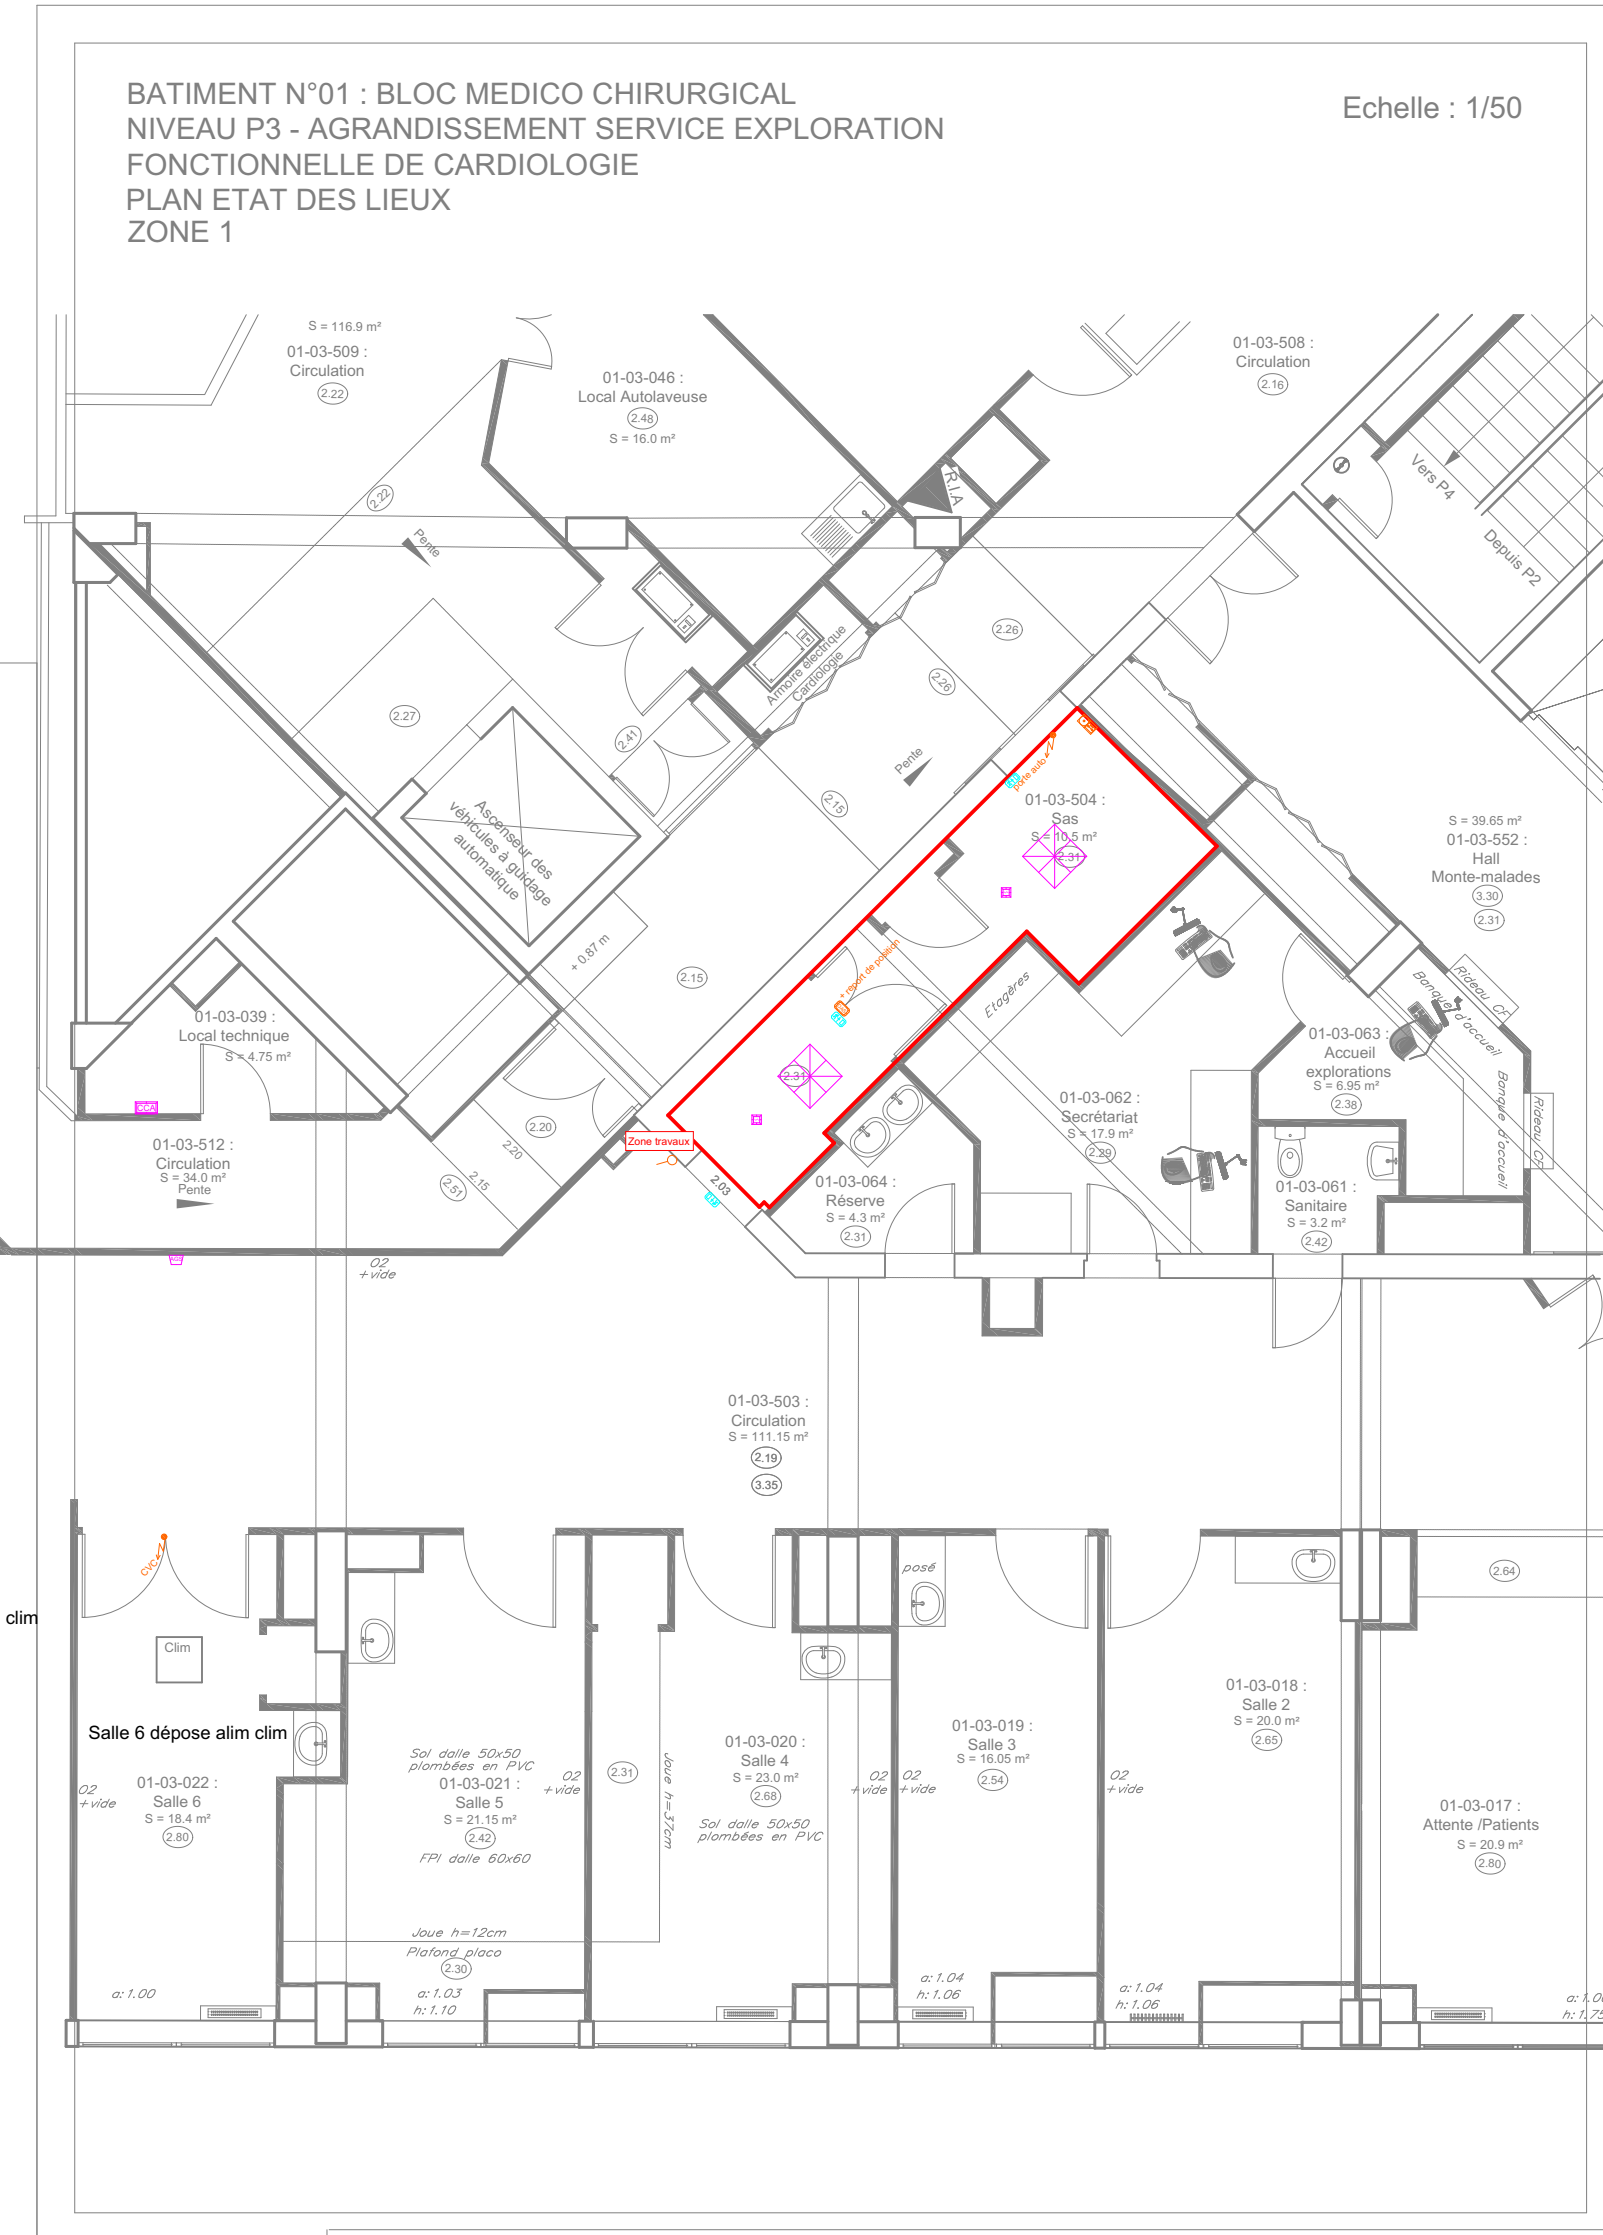 BATIMENT N°01 : BLOC MEDICO CHIRURGICAL
NIVEAU P3 - AGRANDISSEMENT SERVICE EXPLORATION
FONCTIONNELLE DE CARDIOLOGIE
PLAN ETAT DES LIEUX
ZONE 1
Echelle : 1/50
S = 116.9 m²
01-03-509 :
Circulation
2.22
01-03-046 :
Local Autolaveuse
2.48
S = 16.0 m²
01-03-508 :
Circulation
2.16
R.I.A
Vers P4
Depuis P2
2.22
Pente
2.27
2.41
Armoire électrique
Cardiologie
2.26
2.26
Pente
2.15
Ascenseur des
véhicules à guidage
automatique
+ 0.87 m
2.15
porte auto
01-03-504 :
Sas
S = 10.5 m²
2.31
S = 39.65 m²
01-03-552 :
Hall
Monte-malades
3.30
2.31
+ report de position
Etagères
2.31
Rideau CF
Banque d'accueil
01-03-039 :
Local technique
S = 4.75 m²
CCA
01-03-063 :
Accueil
explorations
S = 6.95 m²
2.38
Banque d'accueil
Rideau CF
01-03-062 :
Secrétariat
S = 17.9 m²
2.29
2.20
2.20
2.15
2.51
Zone travaux
2.03
01-03-512 :
Circulation
S = 34.0 m²
Pente
01-03-064 :
Réserve
S = 4.3 m²
2.31
01-03-061 :
Sanitaire
S = 3.2 m²
2.42
O2
+vide
01-03-503 :
Circulation
S = 111.15 m²
2.19
3.35
CVC
clim
Clim
Salle 6 dépose alim clim
posé
2.64
01-03-022 :
Salle 6
S = 18.4 m²
2.80
O2
+vide
Sol dalle 50x50
plombées en PVC
01-03-021 :
Salle 5
S = 21.15 m²
2.42
FPI dalle 60x60
O2
+vide
2.31
Joue h=37cm
01-03-020 :
Salle 4
S = 23.0 m²
2.68
Sol dalle 50x50
plombées en PVC
O2
+vide
O2
+vide
01-03-019 :
Salle 3
S = 16.05 m²
2.54
O2
+vide
01-03-018 :
Salle 2
S = 20.0 m²
2.65
01-03-017 :
Attente /Patients
S = 20.9 m²
2.80
Joue h=12cm
Plafond placo
2.30
a: 1.00
a: 1.03
h: 1.10
a: 1.04
h: 1.06
a: 1.04
h: 1.06
h: 1.75